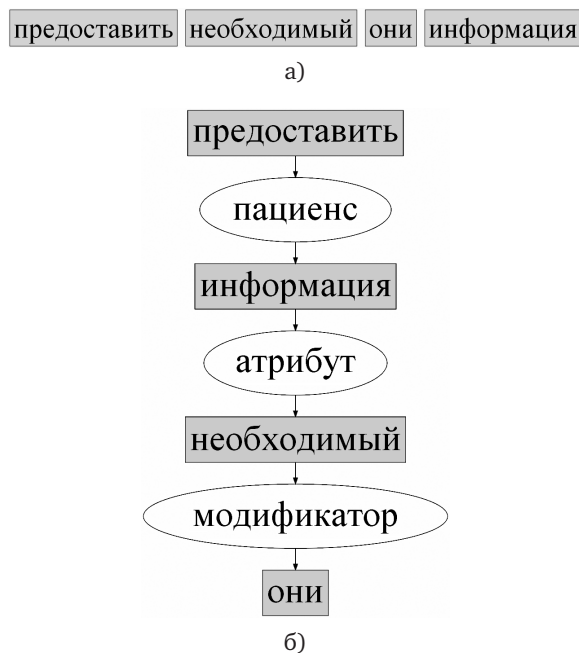 предоставить необходимый они информация
а)
предоставить
пациенс
информация
атрибут
необходимый
модификатор
они
б)